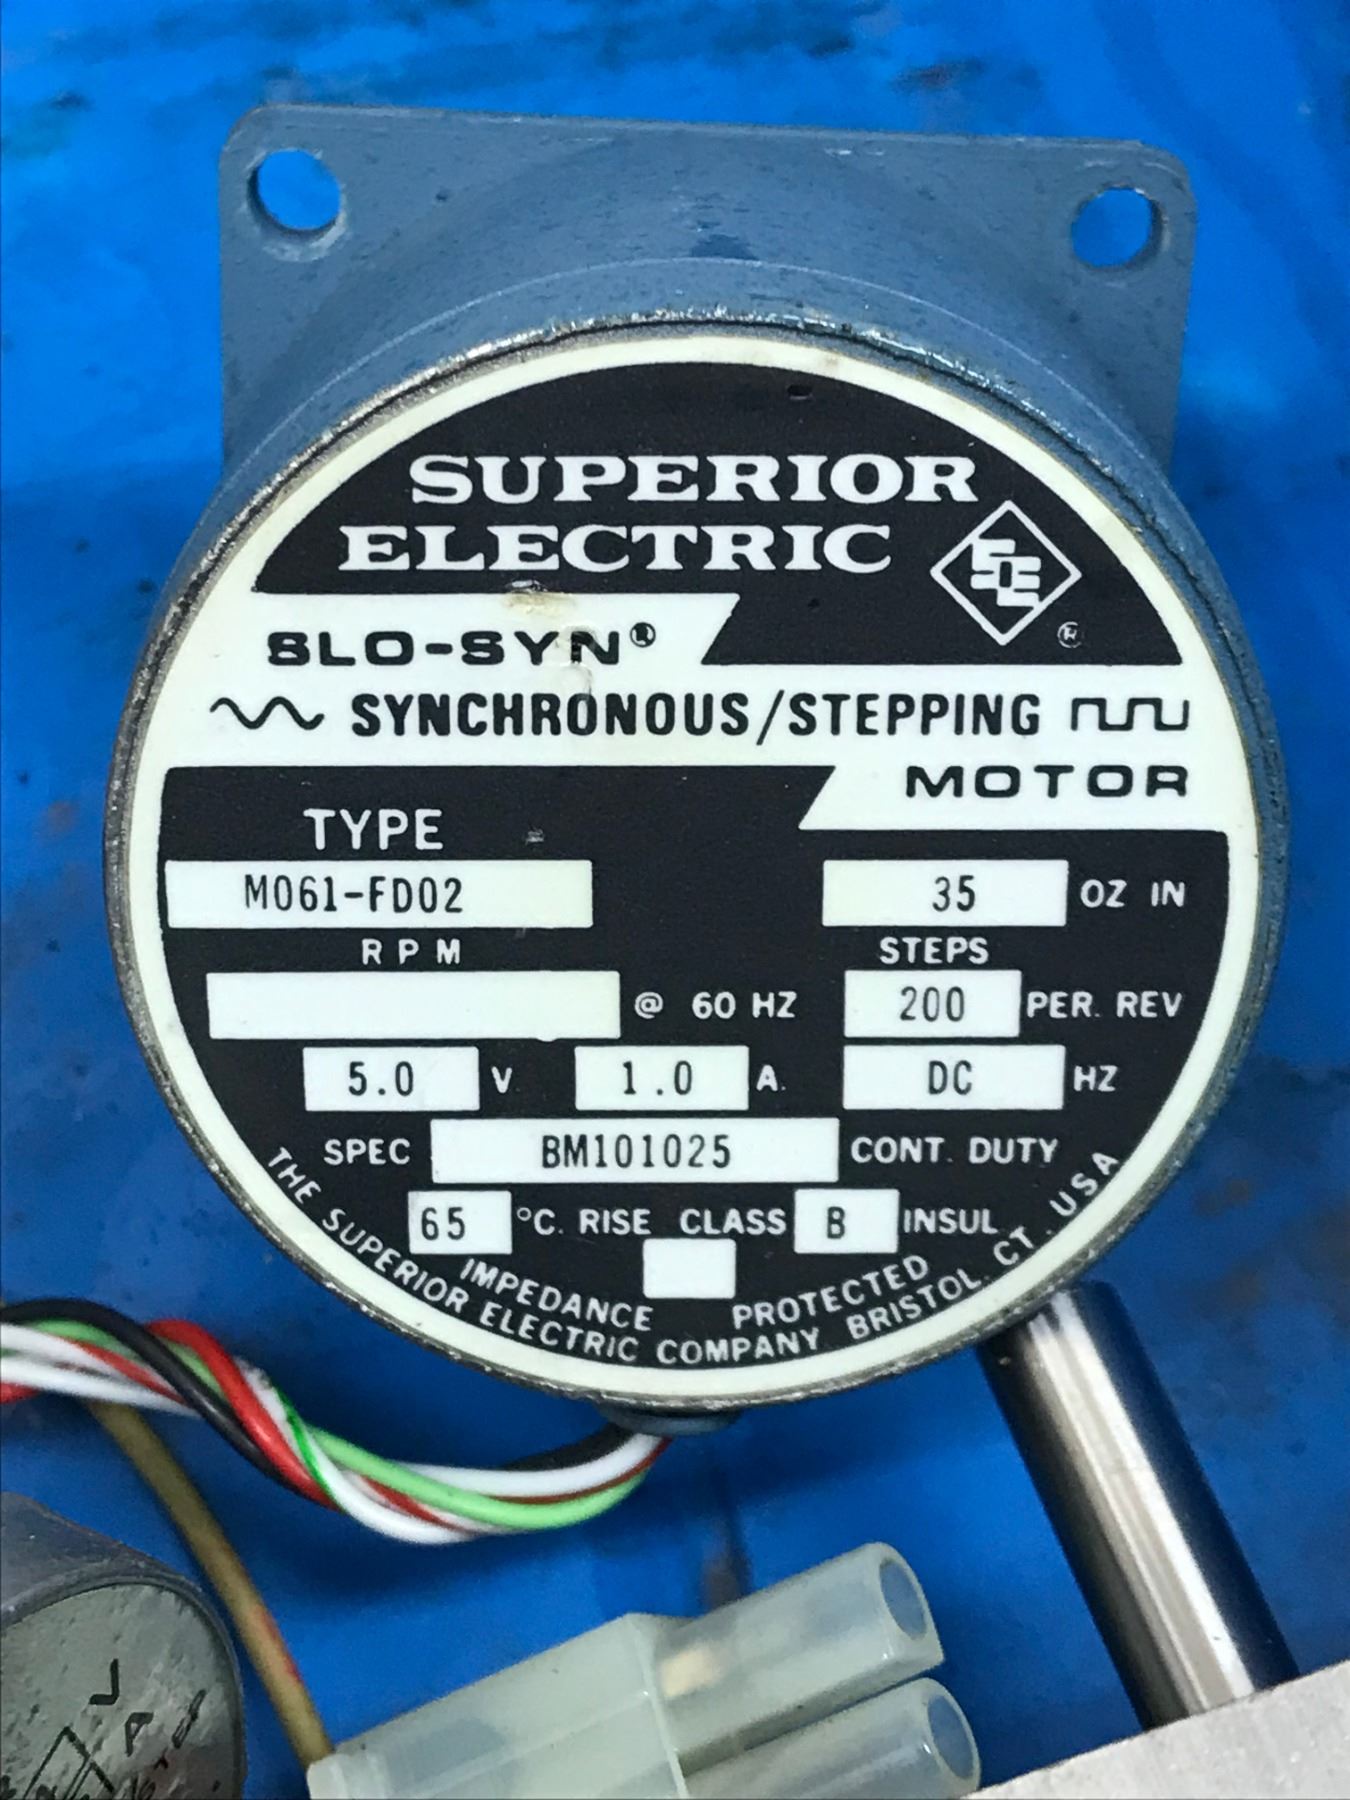 SUPERIOR
ELECTRIC
SE ®
SLO-SYN®
SYNCHRONOUS/STEPPING
MOTOR
TYPE
M061-FD02 35 OZ IN
RPM STEPS
@ 60 HZ 200 PER. REV
5.0 V. 1.0 A. DC HZ
SPEC BM101025 CONT. DUTY
65 °C. RISE CLASS B INSUL
IMPEDANCE PROTECTED
THE SUPERIOR ELECTRIC COMPANY BRISTOL, CT. USA